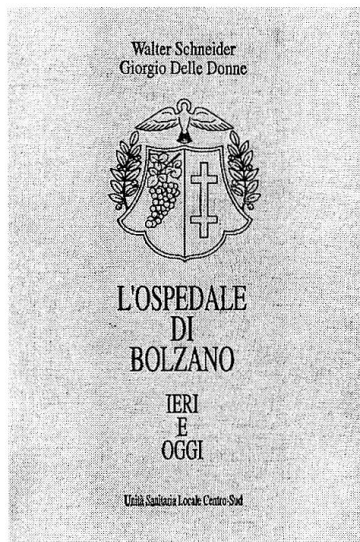 Walter Schneider
Giorgio Delle Donne
L'OSPEDALE
DI
BOLZANO
IERI
E
OGGI
Unità Sanitaria Locale Centro-Sud